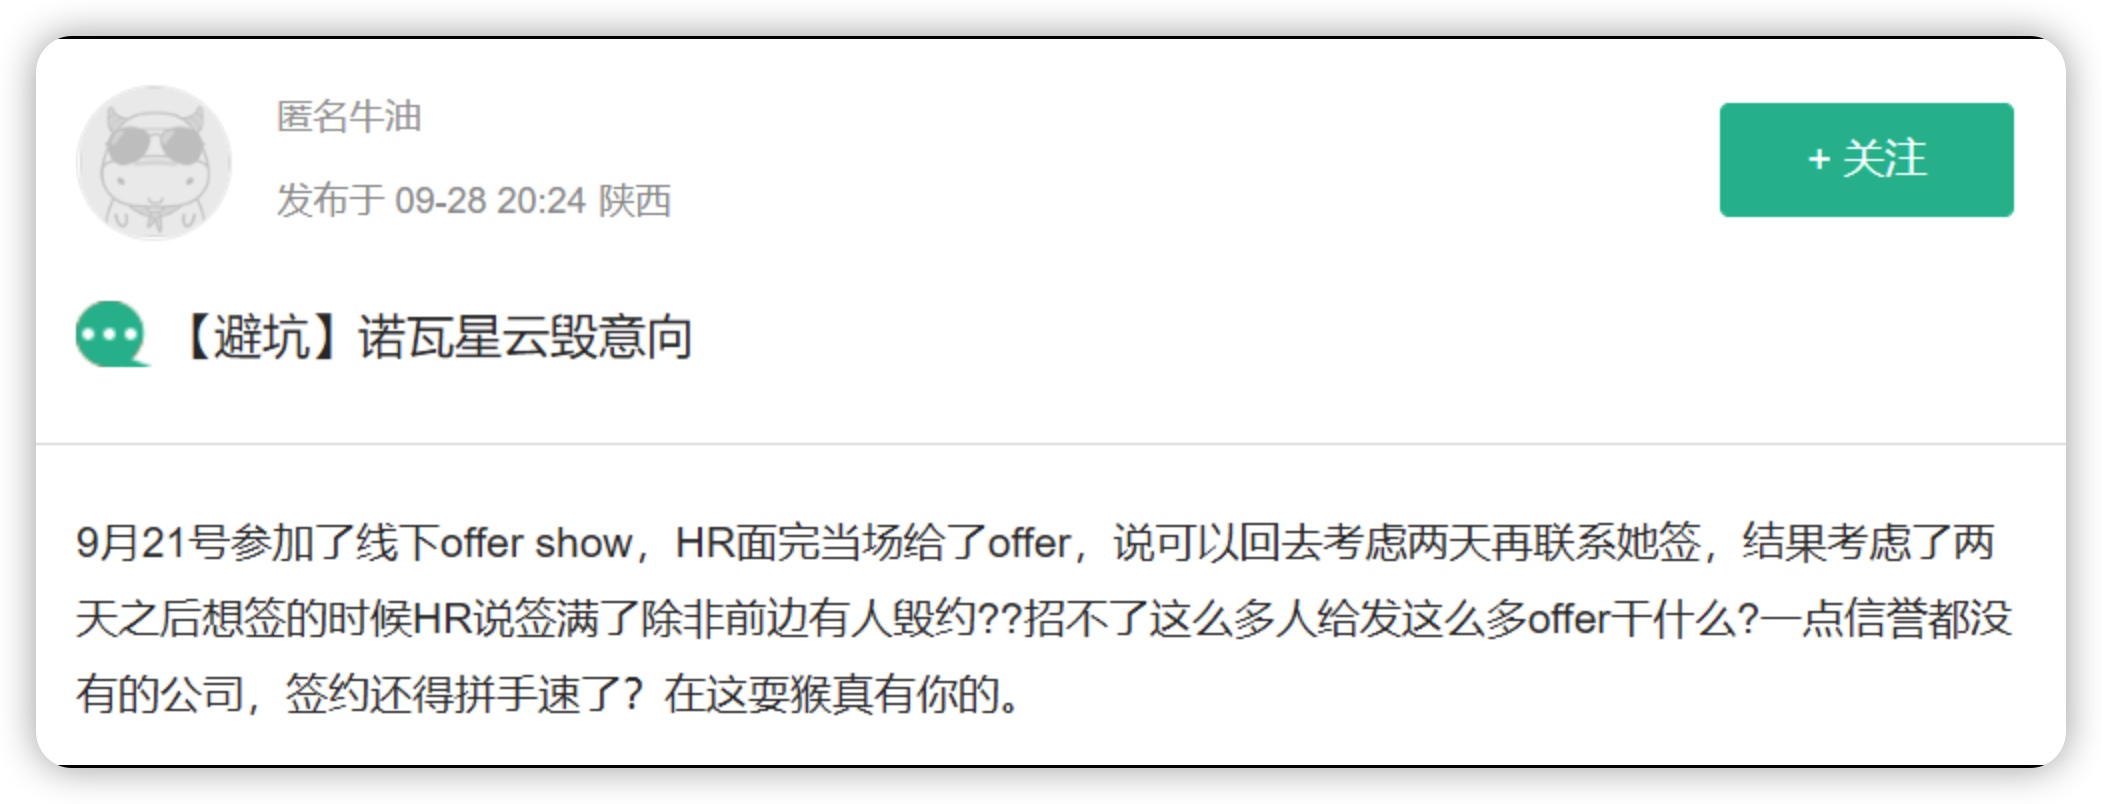 匿名牛油
发布于 09-28 20:24 陕西
+ 关注
【避坑】诺瓦星云毁意向
9月21号参加了线下offer show，HR面完当场给了offer，说可以回去考虑两天再联系她签，结果考虑了两
天之后想签的时候HR说签满了除非前边有人毁约??招不了这么多人给发这么多offer干什么?一点信誉都没
有的公司，签约还得拼手速了？在这耍猴真有你的。